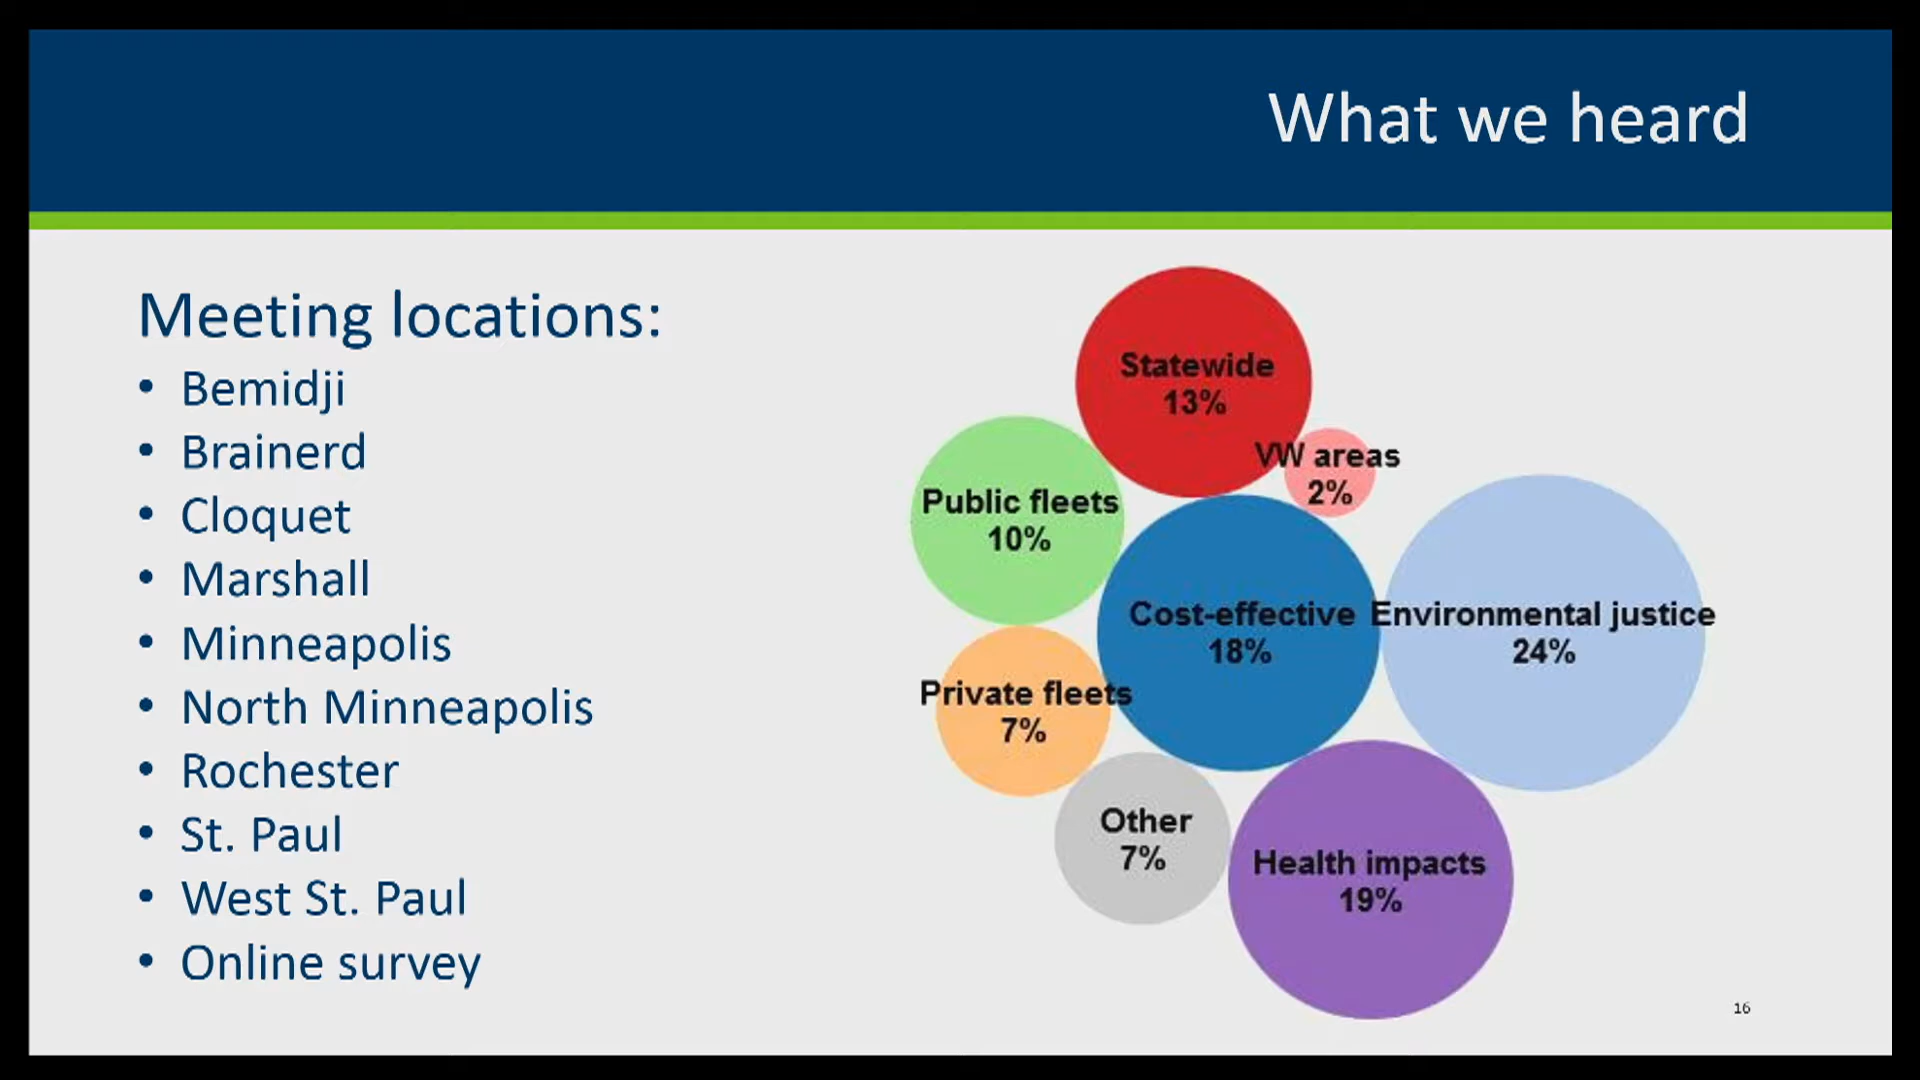 What we heard
Meeting locations:
• Bemidji
• Brainerd
• Cloquet
• Marshall
• Minneapolis
• North Minneapolis
• Rochester
• St. Paul
• West St. Paul
• Online survey
Statewide
13%
VW areas
2%
Public fleets
10%
Cost-effective
18%
Environmental justice
24%
Private fleets
7%
Other
7%
Health impacts
19%
16